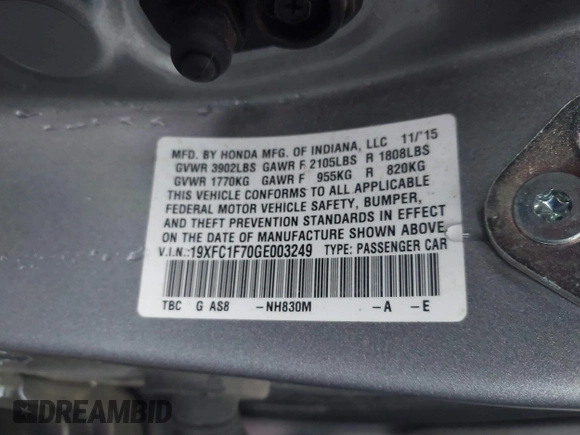 MFD. BY HONDA MFG. OF INDIANA, LLC 11/'15
GVWR 3902LBS GAWR F 2105LBS R 1808LBS
GVWR 1770KG GAWR F 955KG R 820KG
THIS VEHICLE CONFORMS TO ALL APPLICABLE
FEDERAL MOTOR VEHICLE SAFETY, BUMPER,
AND THEFT PREVENTION STANDARDS IN EFFECT
ON THE DATE OF MANUFACTURE SHOWN ABOVE.
V.I.N.:19XFC1F70GE003249 TYPE: PASSENGER CAR
TBC G AS8 -NH830M -A -E
DREAMBID